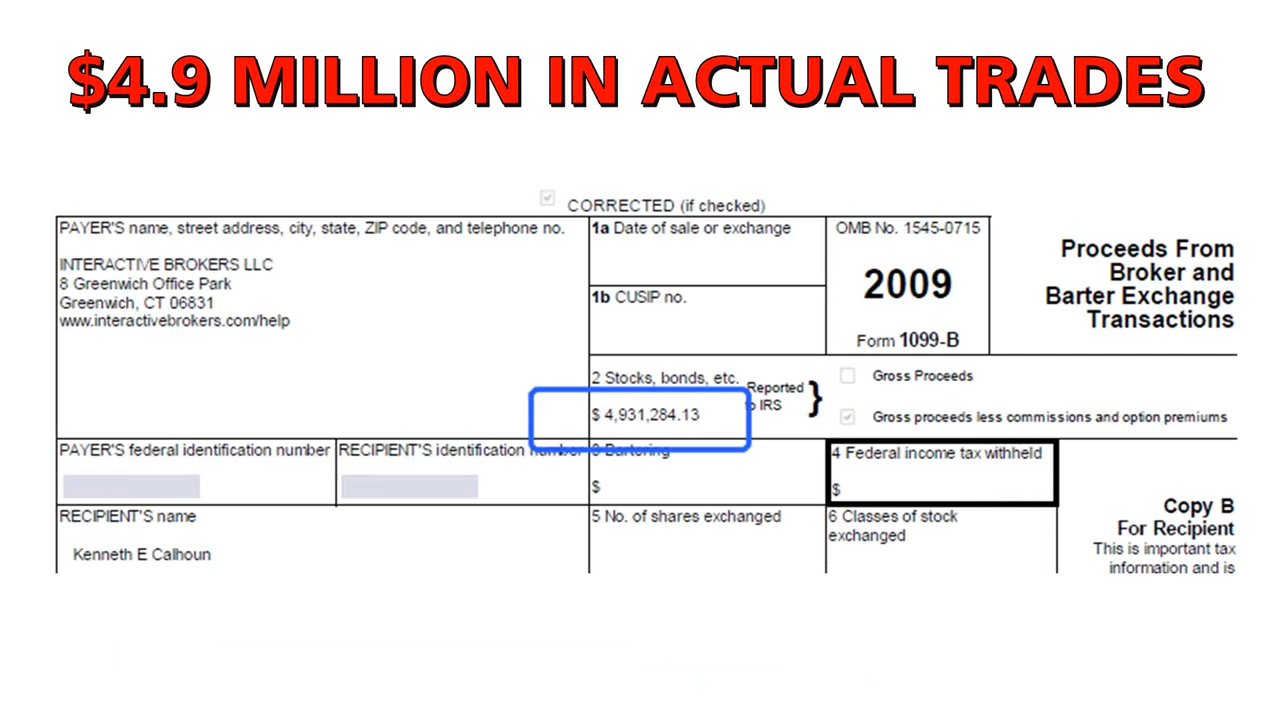 $4.9 MILLION IN ACTUAL TRADES
CORRECTED (if checked)
PAYER'S name, street address, city, state, ZIP code, and telephone no.
INTERACTIVE BROKERS LLC
8 Greenwich Office Park
Greenwich, CT 06831
www.interactivebrokers.com/help
1a Date of sale or exchange
1b CUSIP no.
OMB No. 1545-0715
2009
Form 1099-B
Proceeds From
Broker and
Barter Exchange
Transactions
2 Stocks, bonds, etc.
$ 4,931,284.13
Reported
to IRS
}
Gross Proceeds
Gross proceeds less commissions and option premiums
PAYER'S federal identification number
RECIPIENT'S identification number
3 Bartering
$
4 Federal income tax withheld
$
RECIPIENT'S name
Kenneth E Calhoun
5 No. of shares exchanged
6 Classes of stock
exchanged
Copy B
For Recipient
This is important tax
information and is